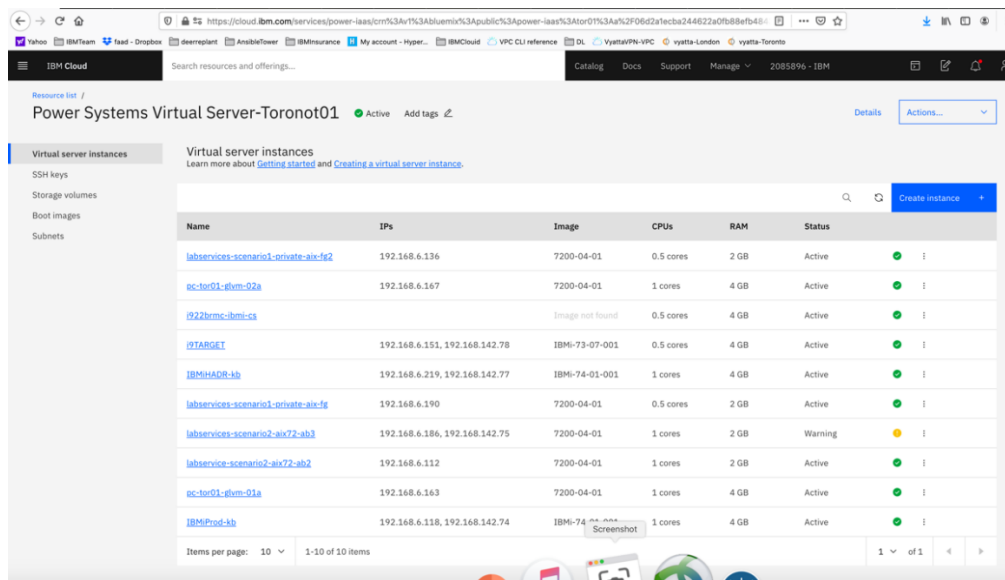 https://cloud.ibm.com/services/power-iaas/crn%3Av1%3Abluemix%3Apublic%3Apower-iaas%3Ator01%3Aa%2F06d2a1ecba244622a0fb88efb484
Yahoo IBMTeam faad - Dropbox deerreplant AnsibleTower IBMInsurance My account - Hyper... IBMClouid VPC CLI reference DL VyattaVPN-VPC vyatta-London vyatta-Toronto
IBM Cloud Search resources and offerings... Catalog Docs Support Manage 2085896 - IBM
Resource list /
Power Systems Virtual Server-Toronot01 Active Add tags Details Actions...
Virtual server instances
SSH keys
Storage volumes
Boot images
Subnets
Virtual server instances
Learn more about Getting started and Creating a virtual server instance.
Create instance +
Name IPs Image CPUs RAM Status
labservices-scenario1-private-aix-fg2 192.168.6.136 7200-04-01 0.5 cores 2 GB Active
pc-tor01-glvm-02a 192.168.6.167 7200-04-01 1 cores 4 GB Active
i922brmc-ibmi-cs Image not found 0.5 cores 4 GB Active
i9TARGET 192.168.6.151, 192.168.142.78 IBMi-73-07-001 0.5 cores 4 GB Active
IBMiHADR-kb 192.168.6.219, 192.168.142.77 IBMi-74-01-001 1 cores 4 GB Active
labservices-scenario1-private-aix-fg 192.168.6.190 7200-04-01 0.5 cores 2 GB Active
labservices-scenario2-aix72-ab3 192.168.6.186, 192.168.142.75 7200-04-01 1 cores 2 GB Warning
labservice-scenario2-aix72-ab2 192.168.6.112 7200-04-01 1 cores 2 GB Active
pc-tor01-glvm-01a 192.168.6.163 7200-04-01 1 cores 4 GB Active
IBMiProd-kb 192.168.6.118, 192.168.142.74 IBMi-74-01-001 1 cores 4 GB Active
Screenshot
Items per page: 10 1-10 of 10 items 1 of 1